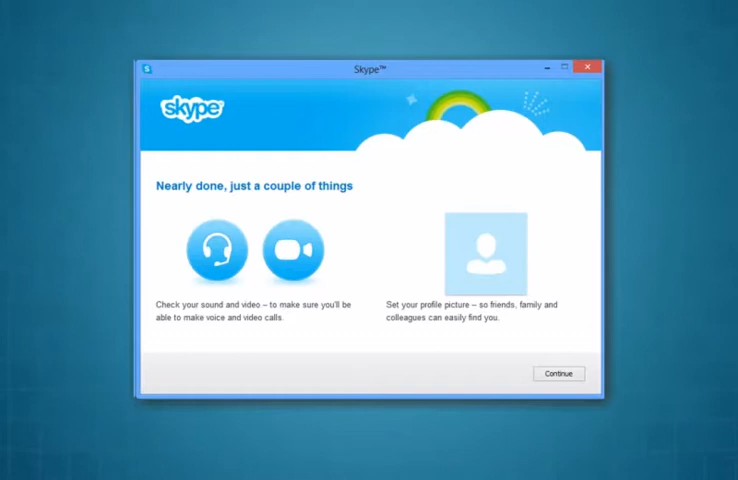 Skype™
skype™
Nearly done, just a couple of things
Check your sound and video – to make sure you'll be
able to make voice and video calls.
Set your profile picture – so friends, family and
colleagues can easily find you.
Continue